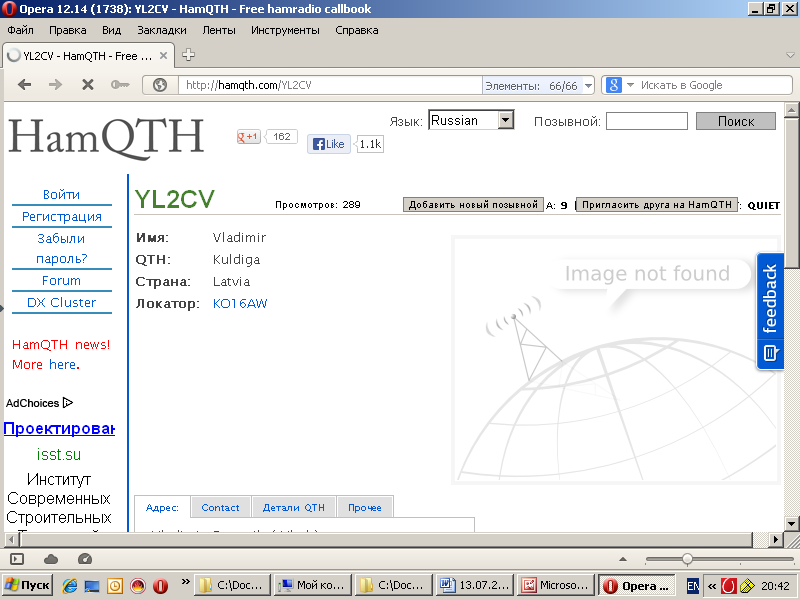 Opera 12.14 (1738): YL2CV - HamQTH - Free hamradio callbook
Файл Правка Вид Закладки Ленты Инструменты Справка
YL2CV - HamQTH - Free ...
http://hamqth.com/YL2CV Элементы: 66/66 Искать в Google
HamQTH
+1 162
Like 1.1k
Язык: Russian Позывной: Поиск
Войти
Регистрация
Забыли
пароль?
Forum
DX Cluster
HamQTH news!
More here.
AdChoices
Проектирован
isst.su
Институт
Современных
Строительных
YL2CV Просмотров: 289 Добавить новый позывной A: 9 Пригласить друга на HamQTH : QUIET
Имя: Vladimir
QTH: Kuldiga
Страна: Latvia
Локатор: KO16AW
Image not found
feedback
Адрес: Contact Детали QTH Прочее
Пуск » C:\Doc... Мой ко... C:\Doc... 13.07.2... Microso... Opera ... EN « 20:42